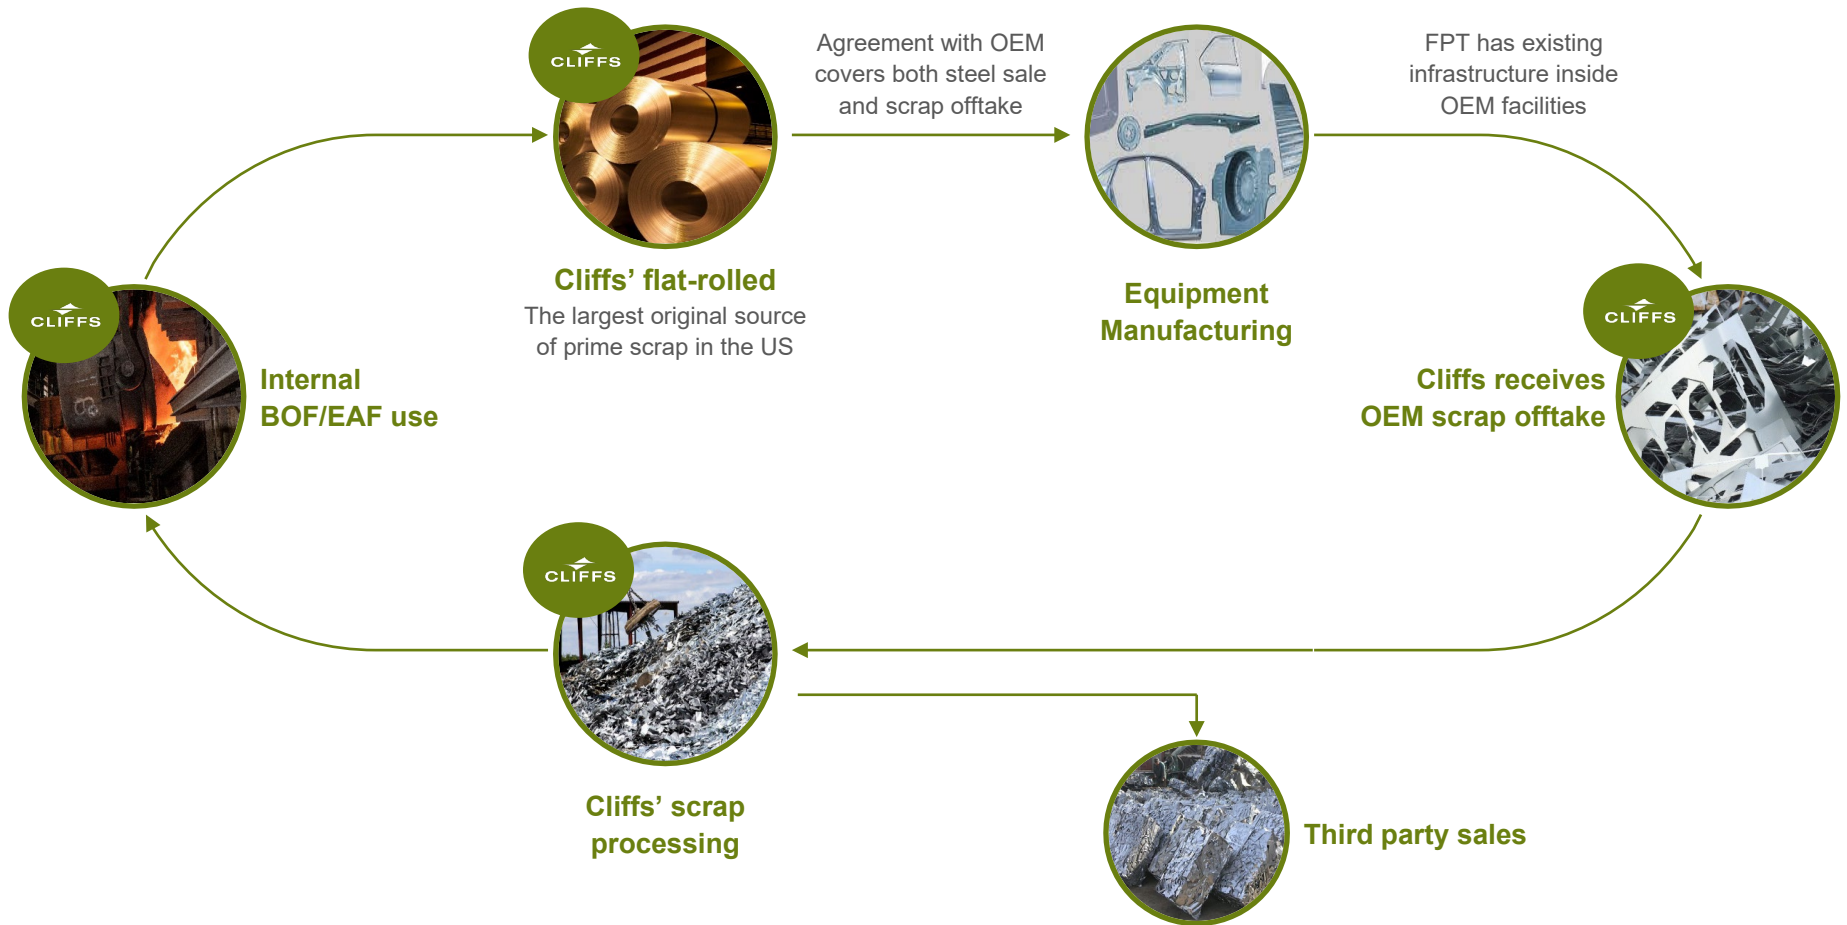 CLIFFS
Agreement with OEM
covers both steel sale
and scrap offtake
FPT has existing
infrastructure inside
OEM facilities
Cliffs’ flat-rolled
The largest original source
of prime scrap in the US
Equipment
Manufacturing
CLIFFS
Internal
BOF/EAF use
CLIFFS
Cliffs receives
OEM scrap offtake
CLIFFS
Cliffs’ scrap
processing
Third party sales